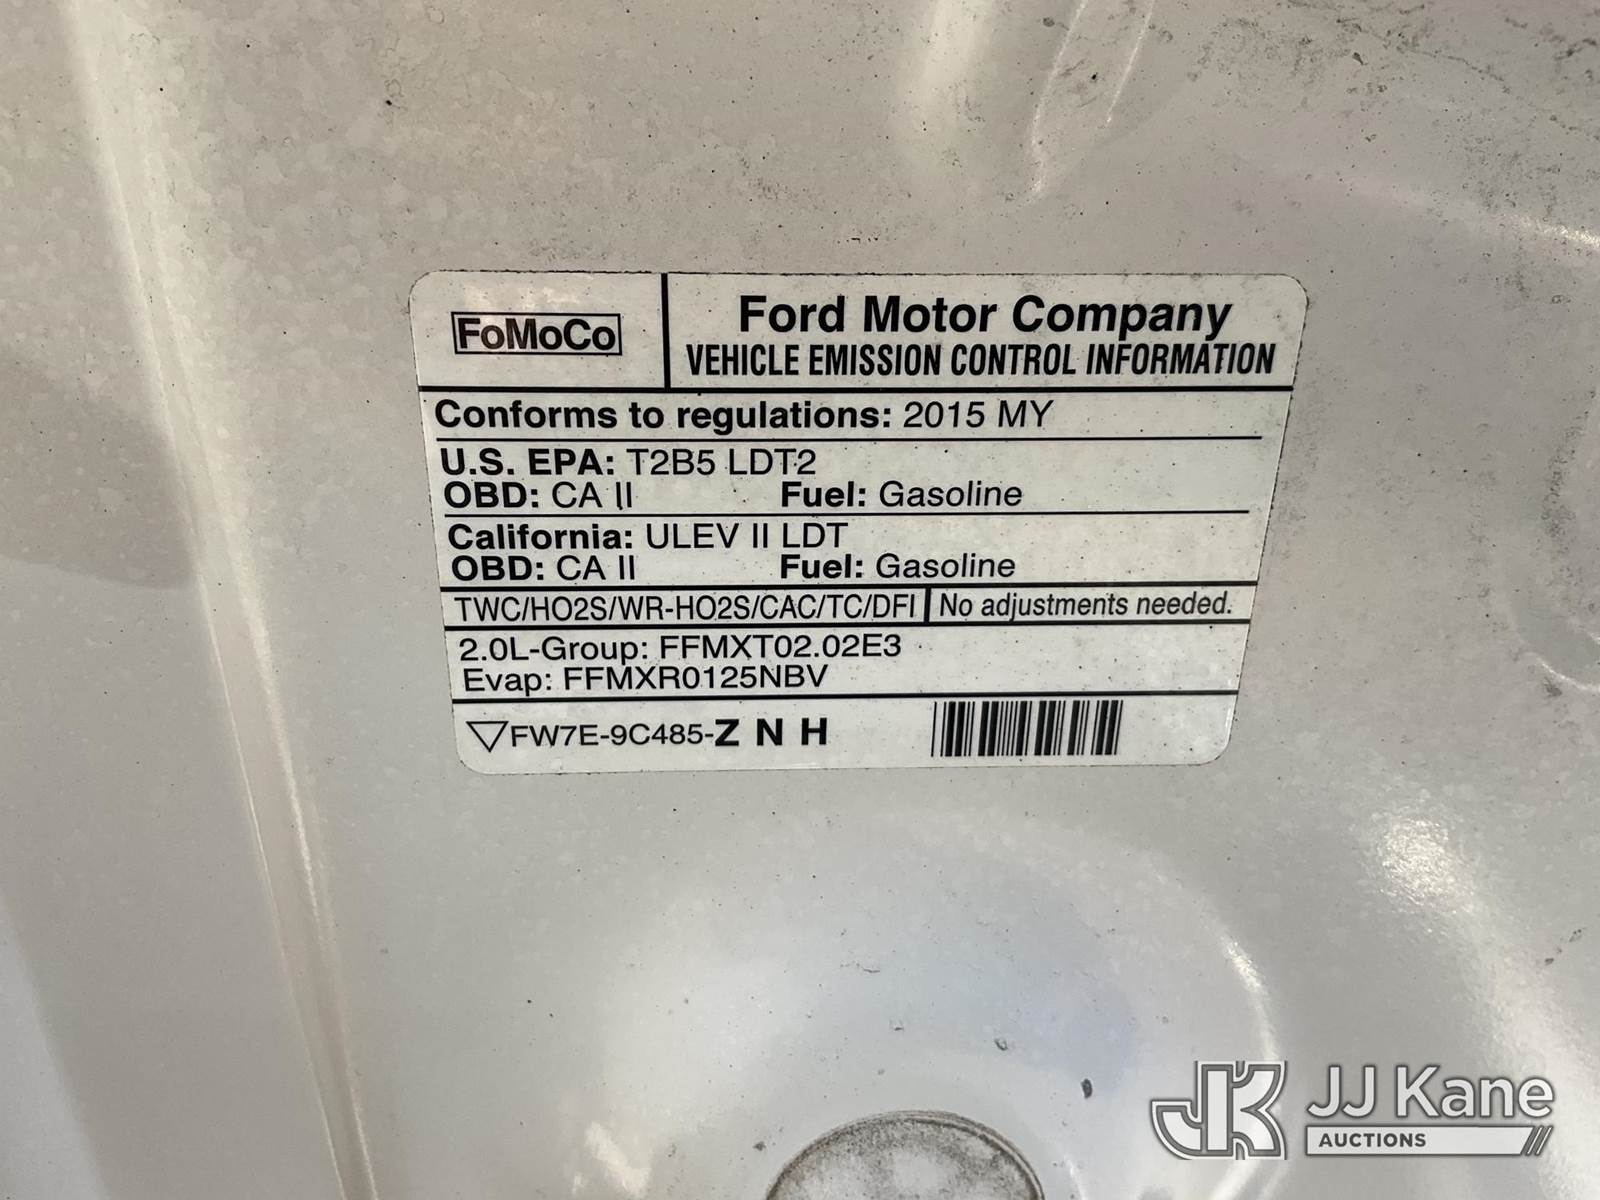 FoMoCo
Ford Motor Company
VEHICLE EMISSION CONTROL INFORMATION
Conforms to regulations: 2015 MY
U.S. EPA: T2B5 LDT2
OBD: CA II Fuel: Gasoline
California: ULEV II LDT
OBD: CA II Fuel: Gasoline
TWC/HO2S/WR-HO2S/CAC/TC/DFI No adjustments needed.
2.0L-Group: FFMXT02.02E3
Evap: FFMXR0125NBV
FW7E-9C485-Z N H
JK JJ Kane
AUCTIONS